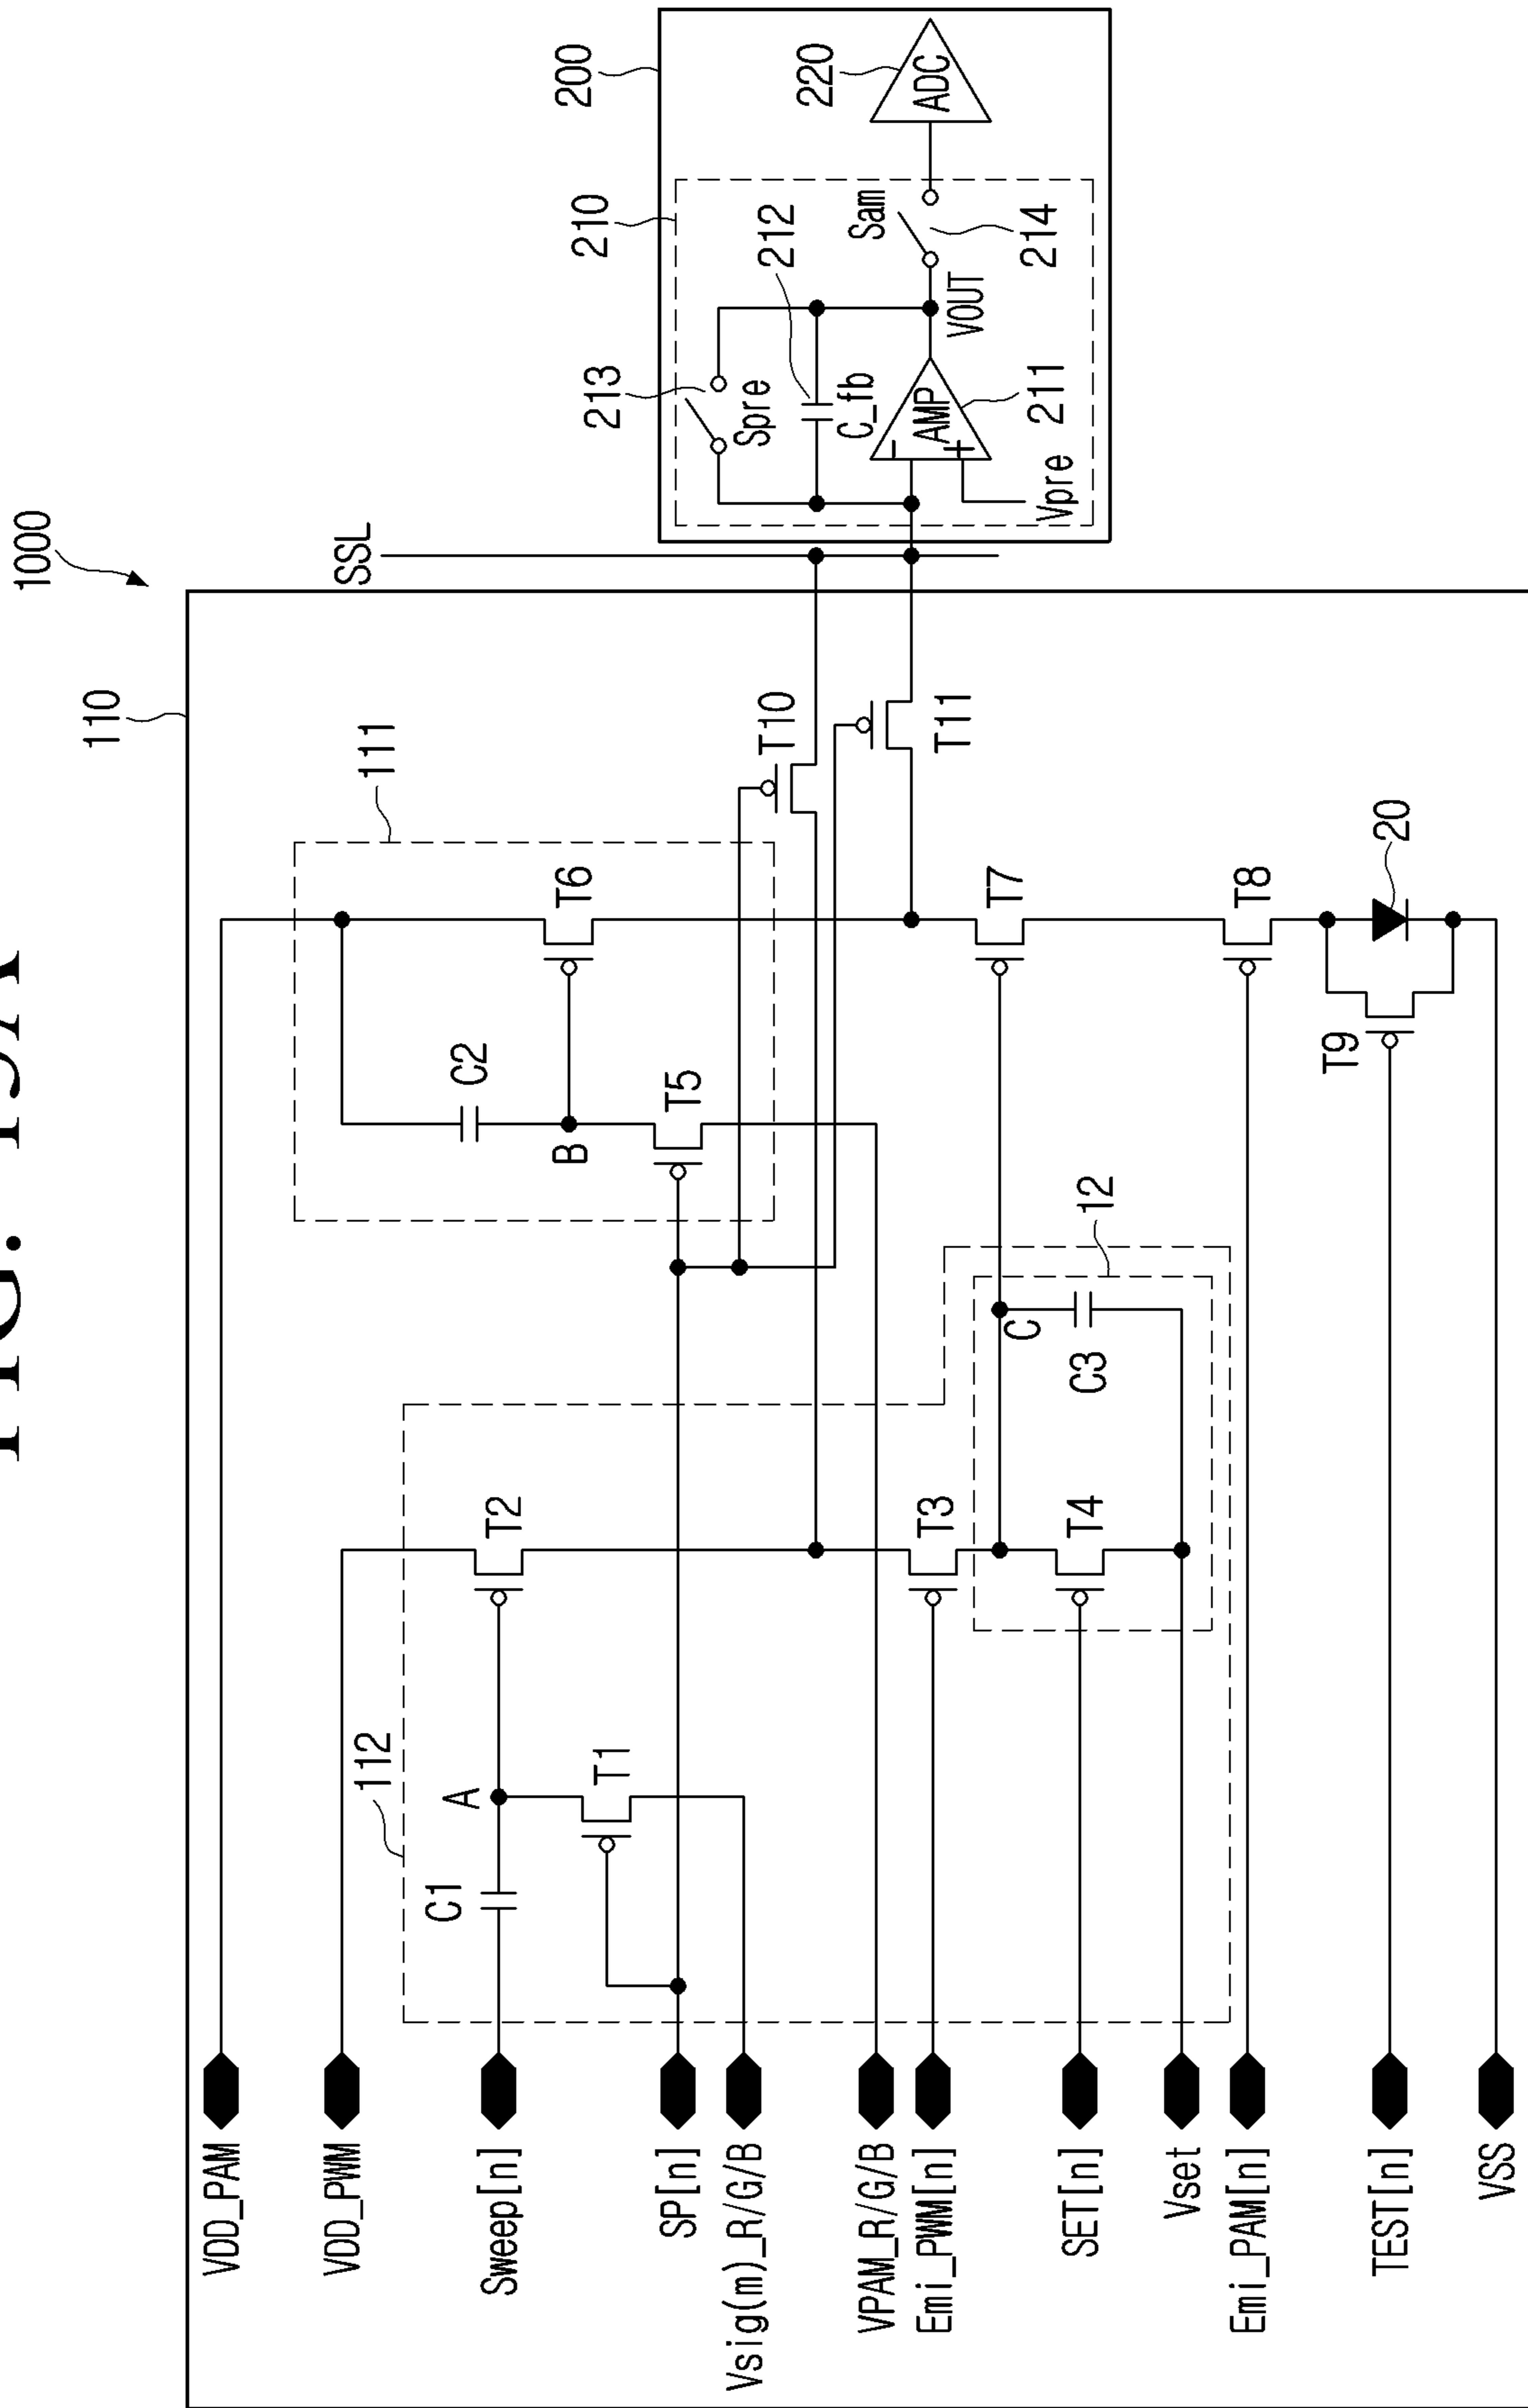 FIG.
1000
110
VDD_PAM
VDD_PWM
SSL
111
112
C1
A
T2
C2
T6
B
T1
T5
T10
T11
Sweep[n]
SP[n]
Vsig(m)_R/G/B
VPAM_R/G/B
Emi_PWM[n]
SET[n]
Vset
Emi_PAM[n]
TEST[n]
VSS
T3
T4
C
C3
12
T7
T8
T9
20
200
210
213
Spre
212
C_fb
AMP
−
+
211
Vpre
VOUT
Sam
214
220
ADC